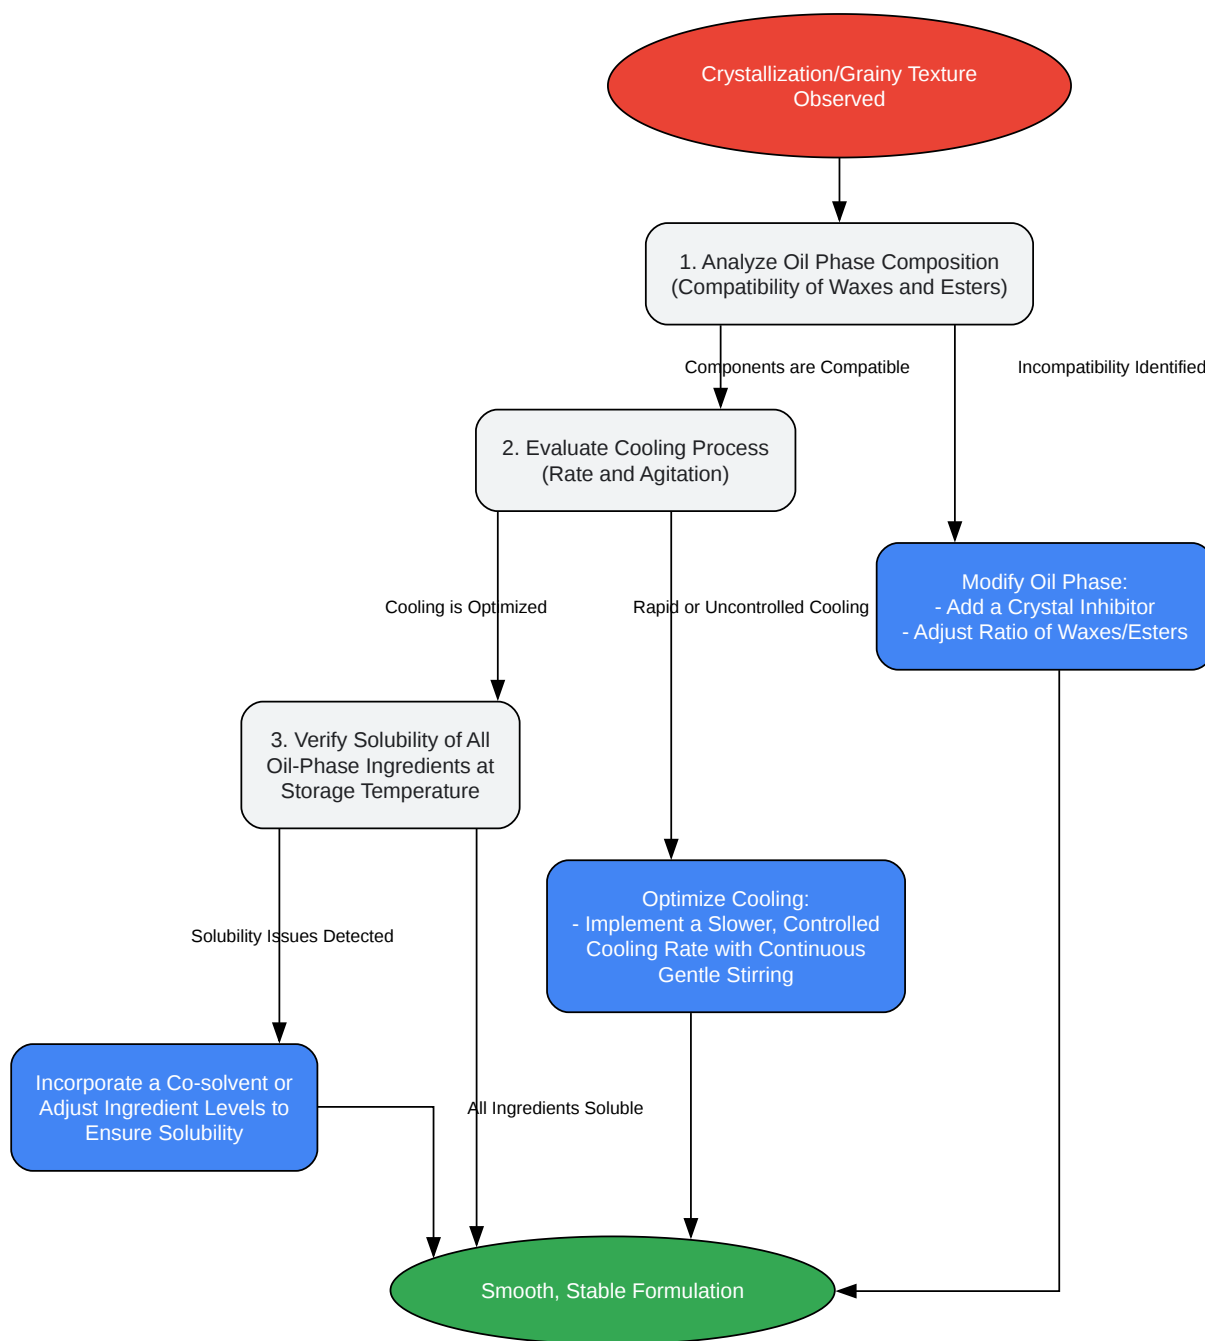 Crystallization/Grainy Texture
Observed
1. Analyze Oil Phase Composition
(Compatibility of Waxes and Esters)
Components are Compatible
Incompatibility Identified
2. Evaluate Cooling Process
(Rate and Agitation)
Modify Oil Phase:
- Add a Crystal Inhibitor
- Adjust Ratio of Waxes/Esters
Cooling is Optimized
Rapid or Uncontrolled Cooling
3. Verify Solubility of All
Oil-Phase Ingredients at
Storage Temperature
Optimize Cooling:
- Implement a Slower, Controlled
Cooling Rate with Continuous
Gentle Stirring
Solubility Issues Detected
Incorporate a Co-solvent or
Adjust Ingredient Levels to
Ensure Solubility
All Ingredients Soluble
Smooth, Stable Formulation